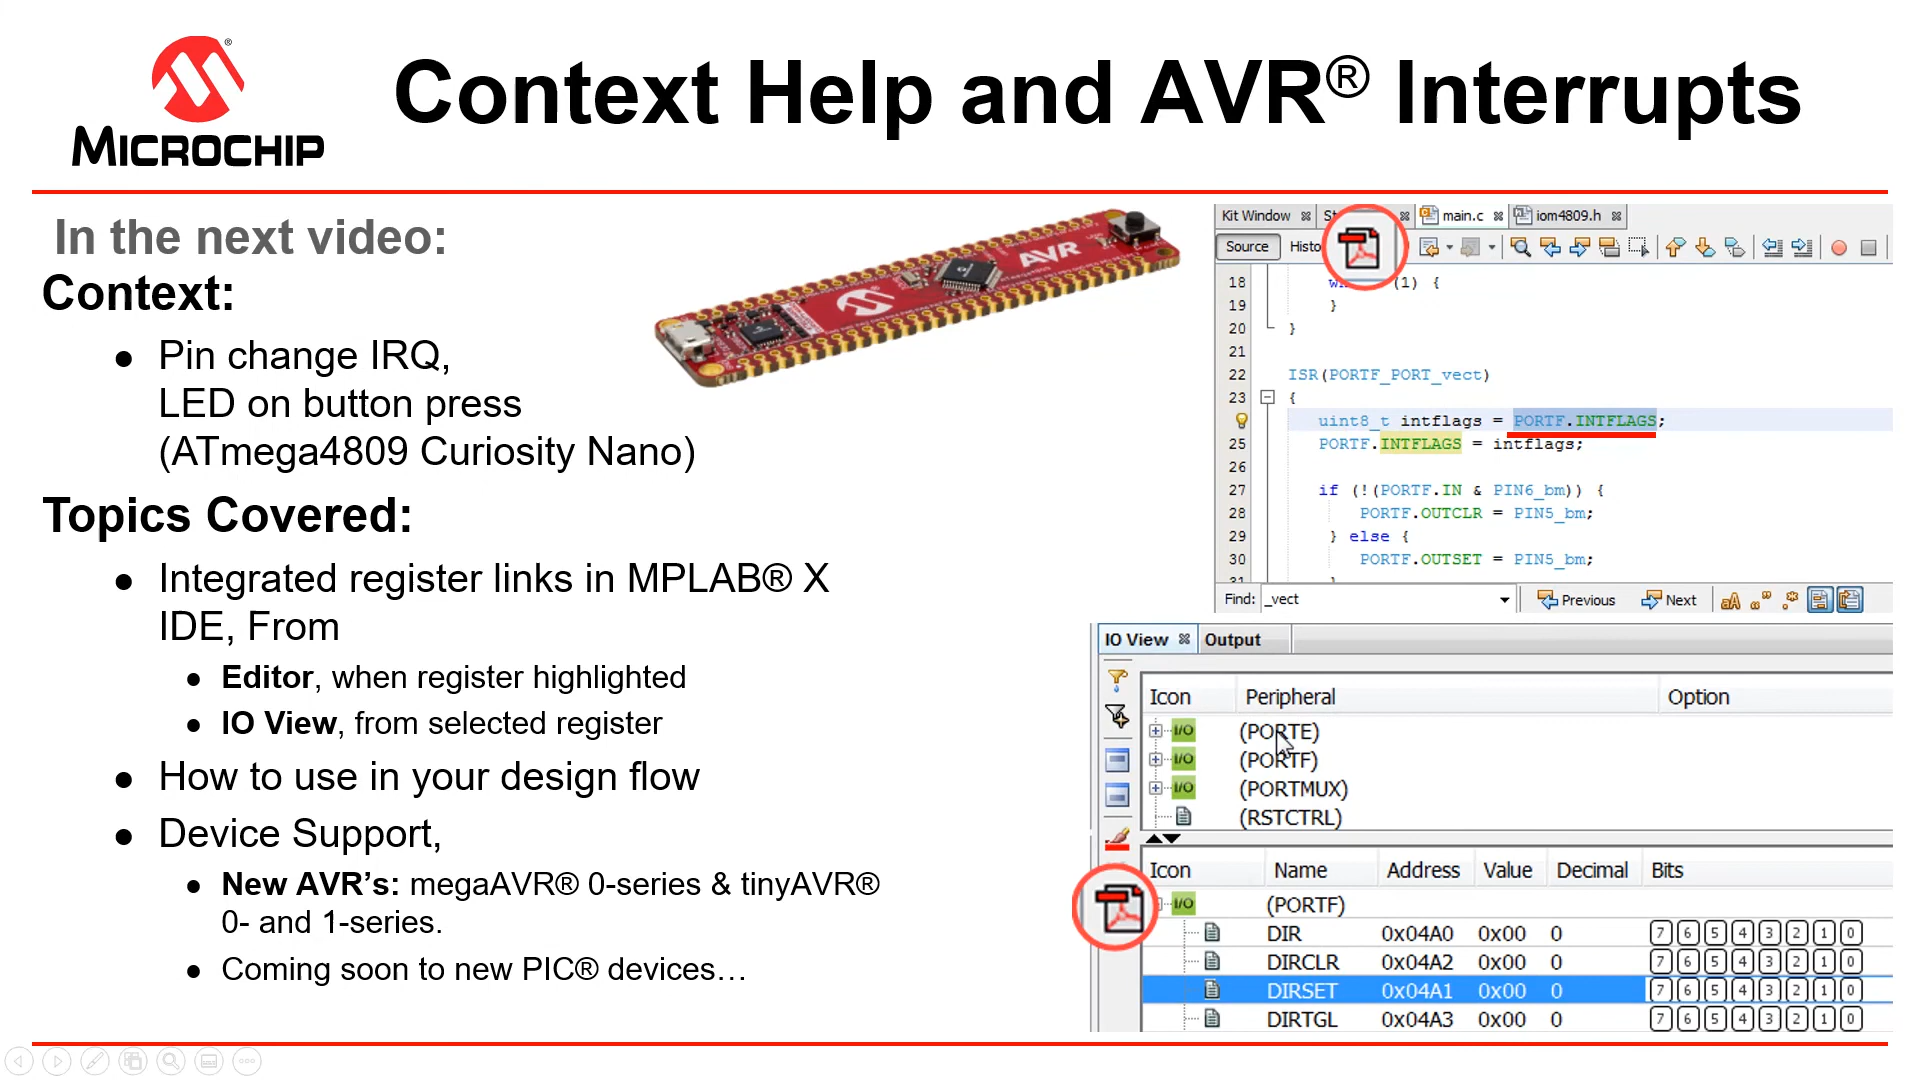 MICROCHIP
Context Help and AVR® Interrupts
In the next video:
Context:
● Pin change IRQ,
LED on button press
(ATmega4809 Curiosity Nano)
Topics Covered:
● Integrated register links in MPLAB® X
IDE, From
● Editor, when register highlighted
● IO View, from selected register
● How to use in your design flow
● Device Support,
● New AVR’s: megaAVR® 0-series & tinyAVR®
0- and 1-series.
● Coming soon to new PIC® devices…
AVR
Kit Window St main.c iom4809.h
Source Histo
18 (1) {
19 }
20 }
21
22 ISR(PORTF_PORT_vect)
23 {
uint8_t intflags = PORTF.INTFLAGS;
25 PORTF.INTFLAGS = intflags;
26
27 if (!(PORTF.IN & PIN6_bm)) {
28 PORTF.OUTCLR = PIN5_bm;
29 } else {
30 PORTF.OUTSET = PIN5_bm;
Find: _vect Previous Next
IO View Output
Icon Peripheral Option
I/O (PORTE)
I/O (PORTF)
I/O (PORTMUX)
(RSTCTRL)
Icon Name Address Value Decimal Bits
I/O (PORTF)
DIR 0x04A0 0x00 0 7 6 5 4 3 2 1 0
DIRCLR 0x04A2 0x00 0 7 6 5 4 3 2 1 0
DIRSET 0x04A1 0x00 0 7 6 5 4 3 2 1 0
DIRTGL 0x04A3 0x00 0 7 6 5 4 3 2 1 0